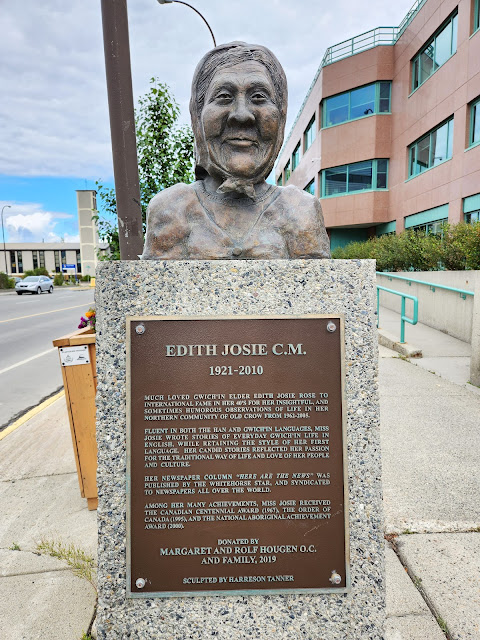 EDITH JOSIE C.M.
1921-2010
MUCH LOVED GWICH'IN ELDER EDITH JOSIE ROSE TO
INTERNATIONAL FAME IN HER 40'S FOR HER INSIGHTFUL, AND
SOMETIMES HUMOROUS OBSERVATIONS OF LIFE IN HER
NORTHERN COMMUNITY OF OLD CROW FROM 1963-2005.
FLUENT IN BOTH THE HAN AND GWITCH'IN LANGUAGES, MISS
JOSIE WROTE STORIES OF EVERYDAY GWICH'IN LIFE IN
ENGLISH, WHILE RETAINING THE STYLE OF HER FIRST
LANGUAGE. HER CANDID STORIES REFLECTED HER PASSION
FOR THE TRADITIONAL WAY OF LIFE AND LOVE OF HER PEOPLE
AND CULTURE.
HER NEWSPAPER COLUMN "HERE ARE THE NEWS" WAS
PUBLISHED BY THE WHITEHORSE STAR, AND SYNDICATED
TO NEWSPAPERS ALL OVER THE WORLD.
AMONG HER MANY ACHIEVEMENTS, MISS JOSIE RECEIVED
THE CANADIAN CENTENNIAL AWARD (1967), THE ORDER OF
CANADA (1995), AND THE NATIONAL ABORIGINAL ACHIEVEMENT
AWARD (2000).
DONATED BY
MARGARET AND ROLF HOUGEN O.C.
AND FAMILY, 2019
SCULPTED BY HARRESON TANNER